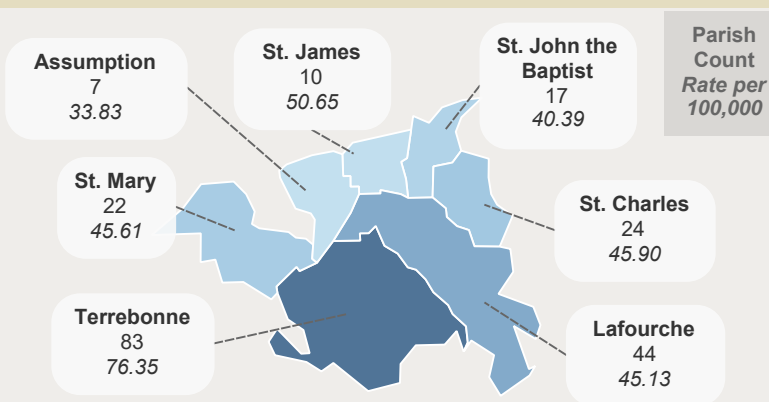 Assumption
7
33.83
St. James
10
50.65
St. John the
Baptist
17
40.39
Parish
Count
Rate per
100,000
St. Mary
22
45.61
St. Charles
24
45.90
Terrebonne
83
76.35
Lafourche
44
45.13